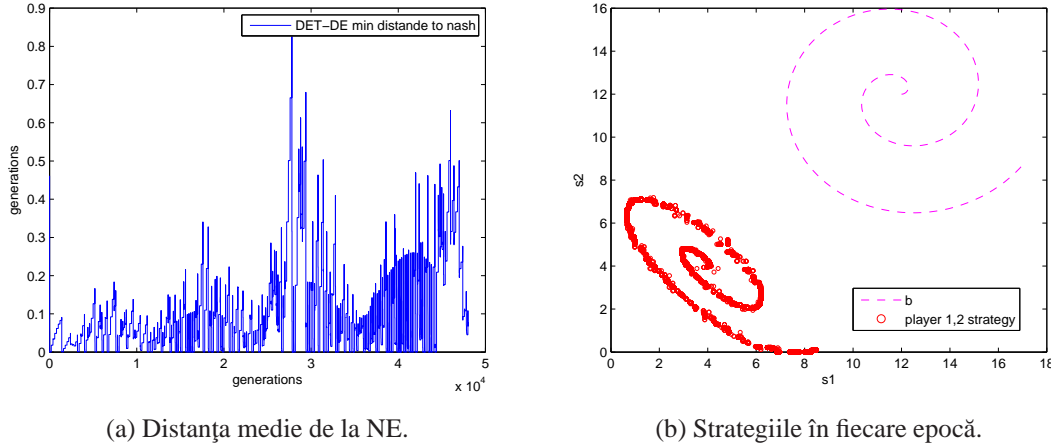 DET−DE min distande to nash
0.9
0.8
0.7
0.6
0.5
0.4
0.3
0.2
0.1
0
generations
0 1 2 3 4 5
generations
x 10^4
(a) Distanţa medie de la NE.
16
14
12
10
8
6
4
2
0
s2
b
player 1,2 strategy
0 2 4 6 8 10 12 14 16 18
s1
(b) Strategiile în fiecare epocă.